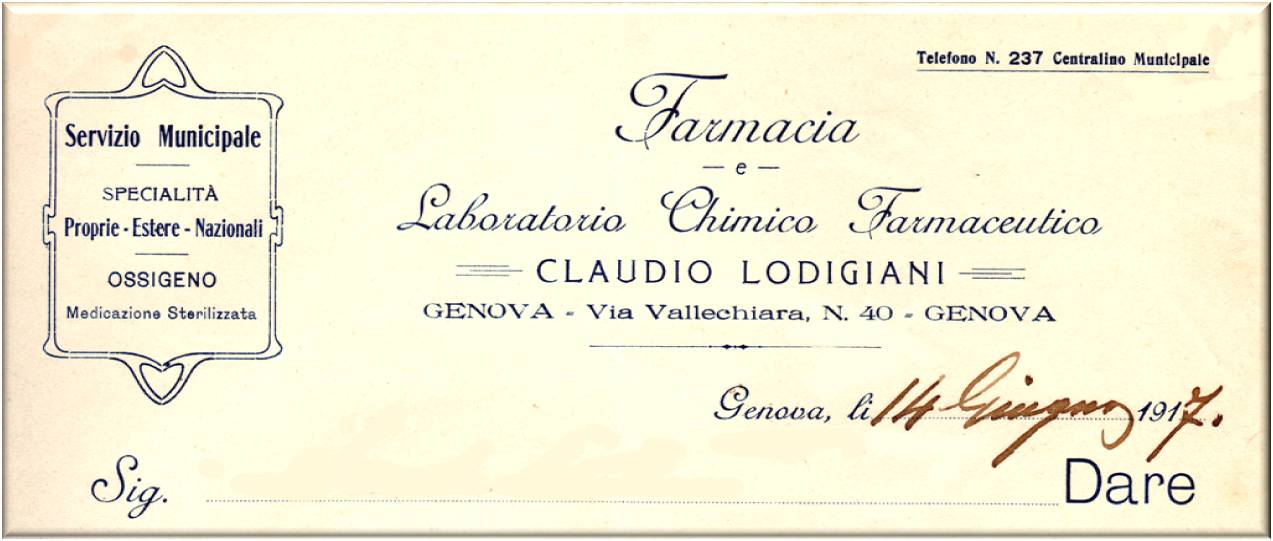 Telefono N. 237 Centralino Municipale
Servizio Municipale
SPECIALITÀ
Proprie - Estere - Nazionali
OSSIGENO
Medicazione Sterilizzata
Farmacia
— e —
Laboratorio Chimico Farmaceutico
CLAUDIO LODIGIANI
GENOVA - Via Vallechiara, N. 40 - GENOVA
Genova, li 14 Giugno 1917.
Sig. Dare